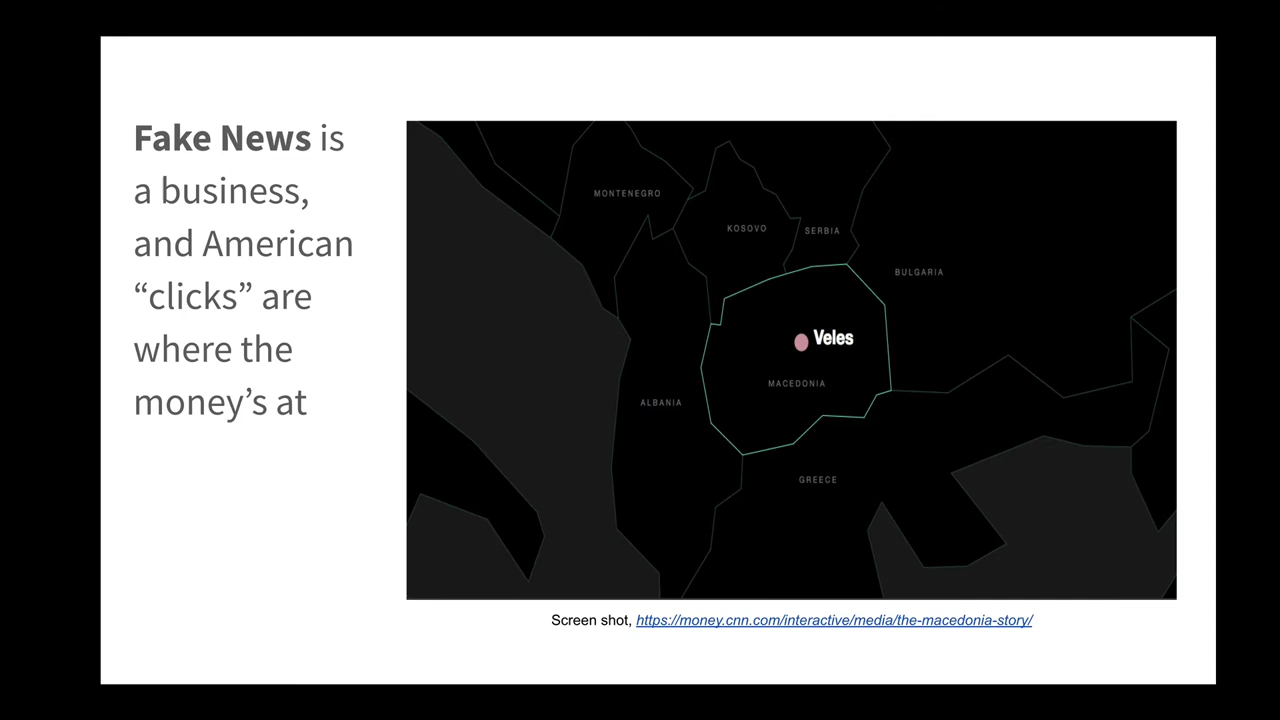 Fake News is
a business,
and American
“clicks” are
where the
money’s at
MONTENEGRO
KOSOVO
SERBIA
BULGARIA
Veles
MACEDONIA
ALBANIA
GREECE
Screen shot, https://money.cnn.com/interactive/media/the-macedonia-story/